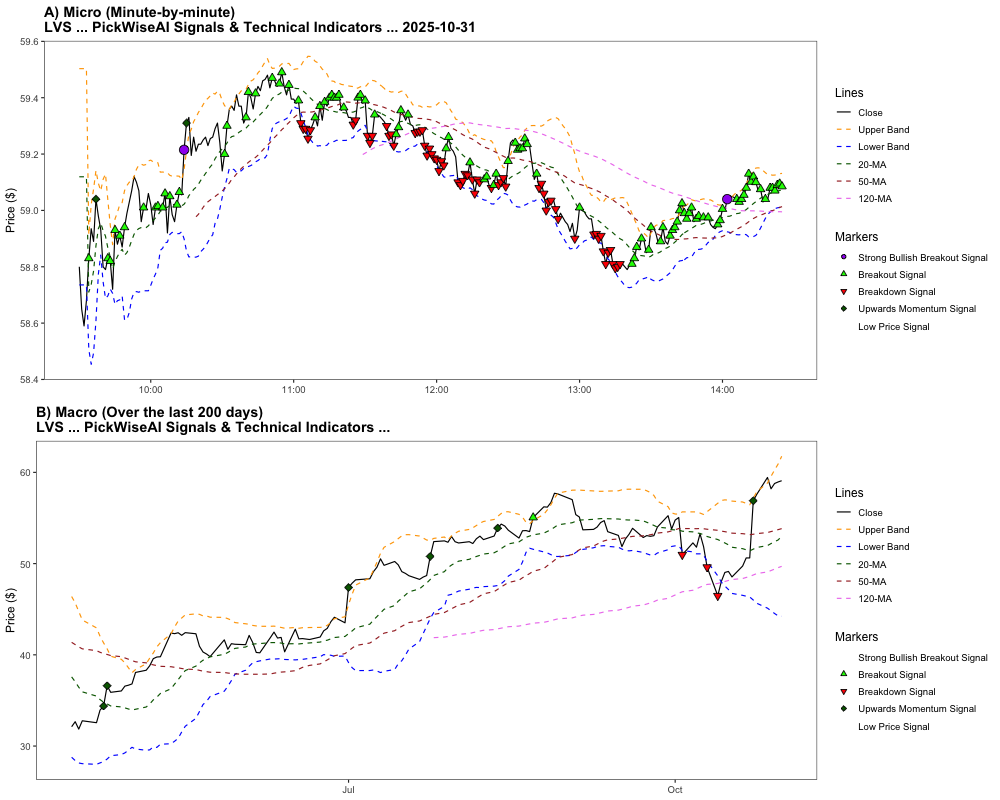 A) Micro (Minute-by-minute)
LVS ... PickWiseAI Signals & Technical Indicators ... 2025-10-31
Price ($)
59.6
59.4
59.2
59.0
58.8
58.6
58.4
10:00
11:00
12:00
13:00
14:00
Lines
Close
Upper Band
Lower Band
20-MA
50-MA
120-MA
Markers
Strong Bullish Breakout Signal
Breakout Signal
Breakdown Signal
Upwards Momentum Signal
Low Price Signal
B) Macro (Over the last 200 days)
LVS ... PickWiseAI Signals & Technical Indicators ...
Price ($)
60
50
40
30
Jul
Oct
Lines
Close
Upper Band
Lower Band
20-MA
50-MA
120-MA
Markers
Strong Bullish Breakout Signal
Breakout Signal
Breakdown Signal
Upwards Momentum Signal
Low Price Signal